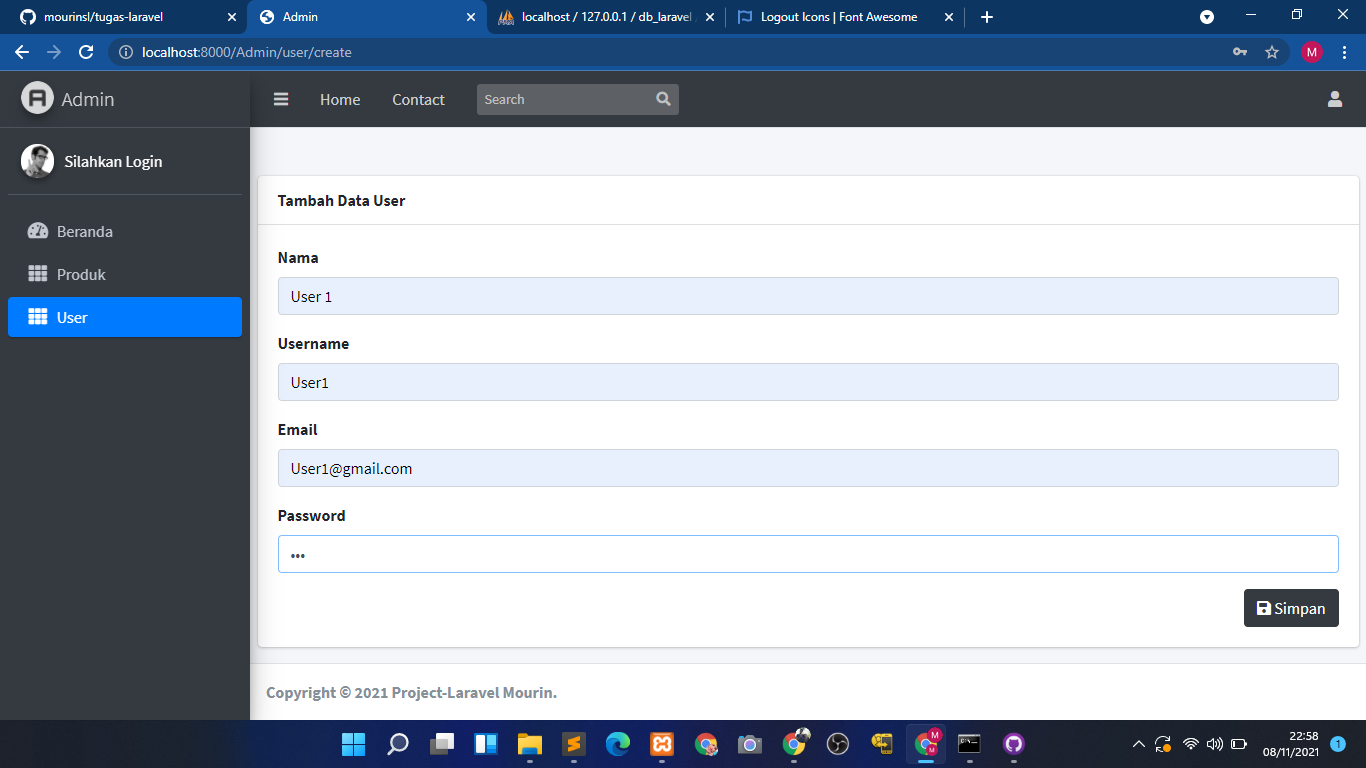 mourinsl/tugas-laravel
Admin
localhost / 127.0.0.1 / db_laravel
Logout Icons | Font Awesome
localhost:8000/Admin/user/create
M
Admin
Home
Contact
Search
Silahkan Login
Beranda
Produk
User
Tambah Data User
Nama
User 1
Username
User1
Email
User1@gmail.com
Password
•••
Simpan
Copyright © 2021 Project-Laravel Mourin.
M
M
22:58
08/11/2021
1